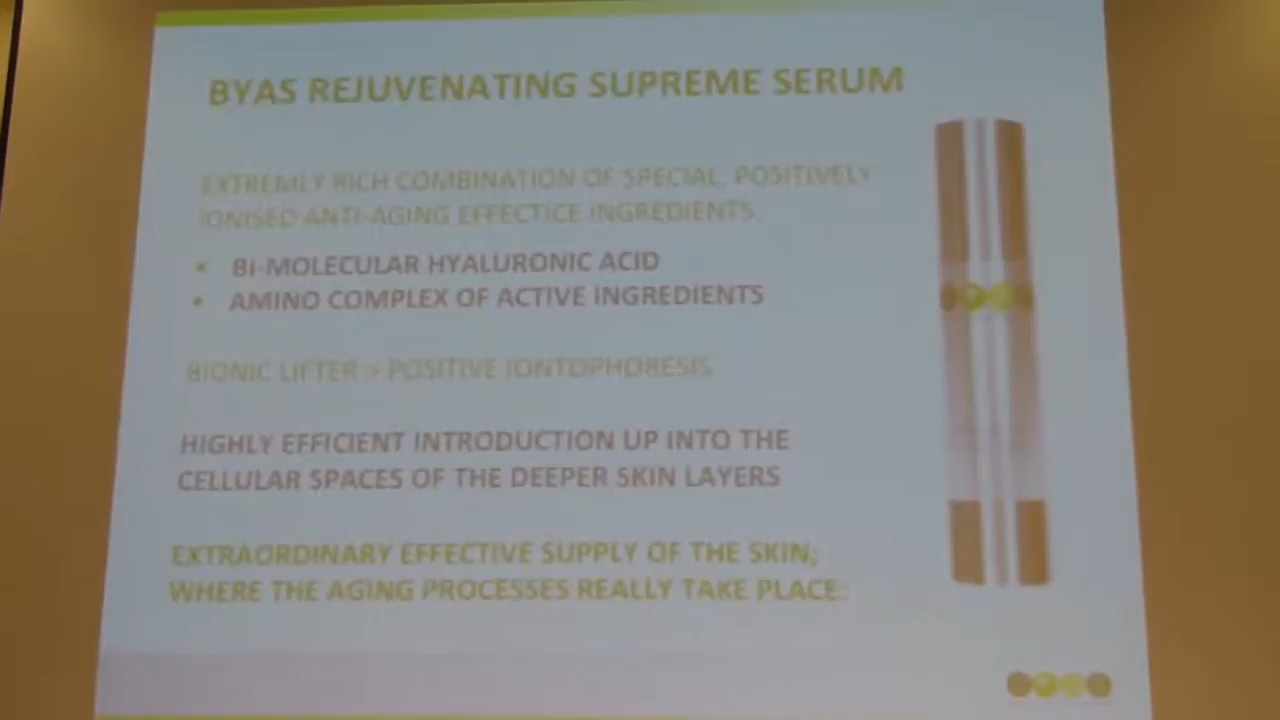 BYAS REJUVENATING SUPREME SERUM
EXTREMLY RICH COMBINATION OF SPECIAL, POSITIVELY
IONISED ANTI-AGING EFFECTICE INGREDIENTS
• BI-MOLECULAR HYALURONIC ACID
• AMINO COMPLEX OF ACTIVE INGREDIENTS
BIONIC LIFTER > POSITIVE IONTOPHORESIS
HIGHLY EFFICIENT INTRODUCTION UP INTO THE
CELLULAR SPACES OF THE DEEPER SKIN LAYERS
EXTRAORDINARY EFFECTIVE SUPPLY OF THE SKIN;
WHERE THE AGING PROCESSES REALLY TAKE PLACE: